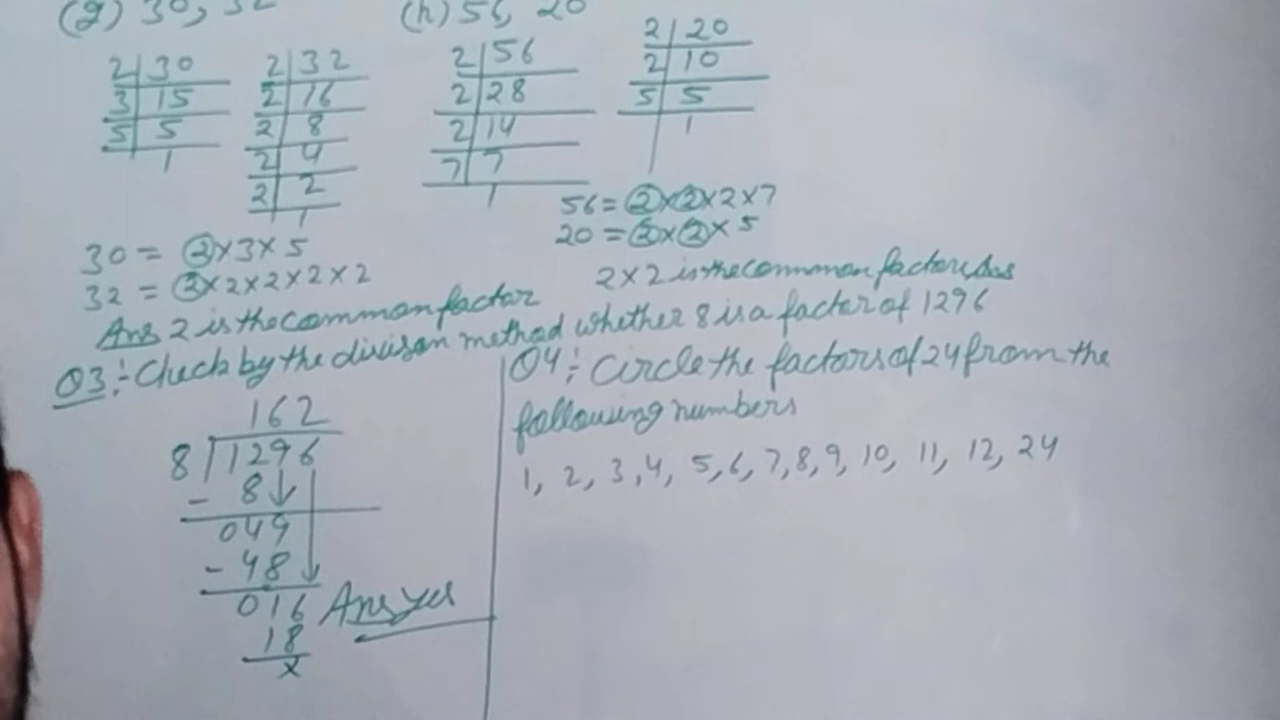 (g) 30, 32
2 30
3 15
5 5
1
2 32
2 16
2 8
2 4
2 2
1
30 = 2×3×5
32 = 2×2×2×2×2
Ans 2 is the common factor
(h) 56, 20
2 56
2 28
2 14
7 7
1
2 20
2 10
5 5
1
56 = 2×2×2×7
20 = 2×2×5
2×2 is the common factor Ans
Q3:- Check by the divison method whether 8 is a factor of 1296
162
8 1296
- 8
049
- 48
016
18
x
Ans yes
Q4:- Circle the factors of 24 from the
following numbers
1, 2, 3, 4, 5, 6, 7, 8, 9, 10, 11, 12, 24